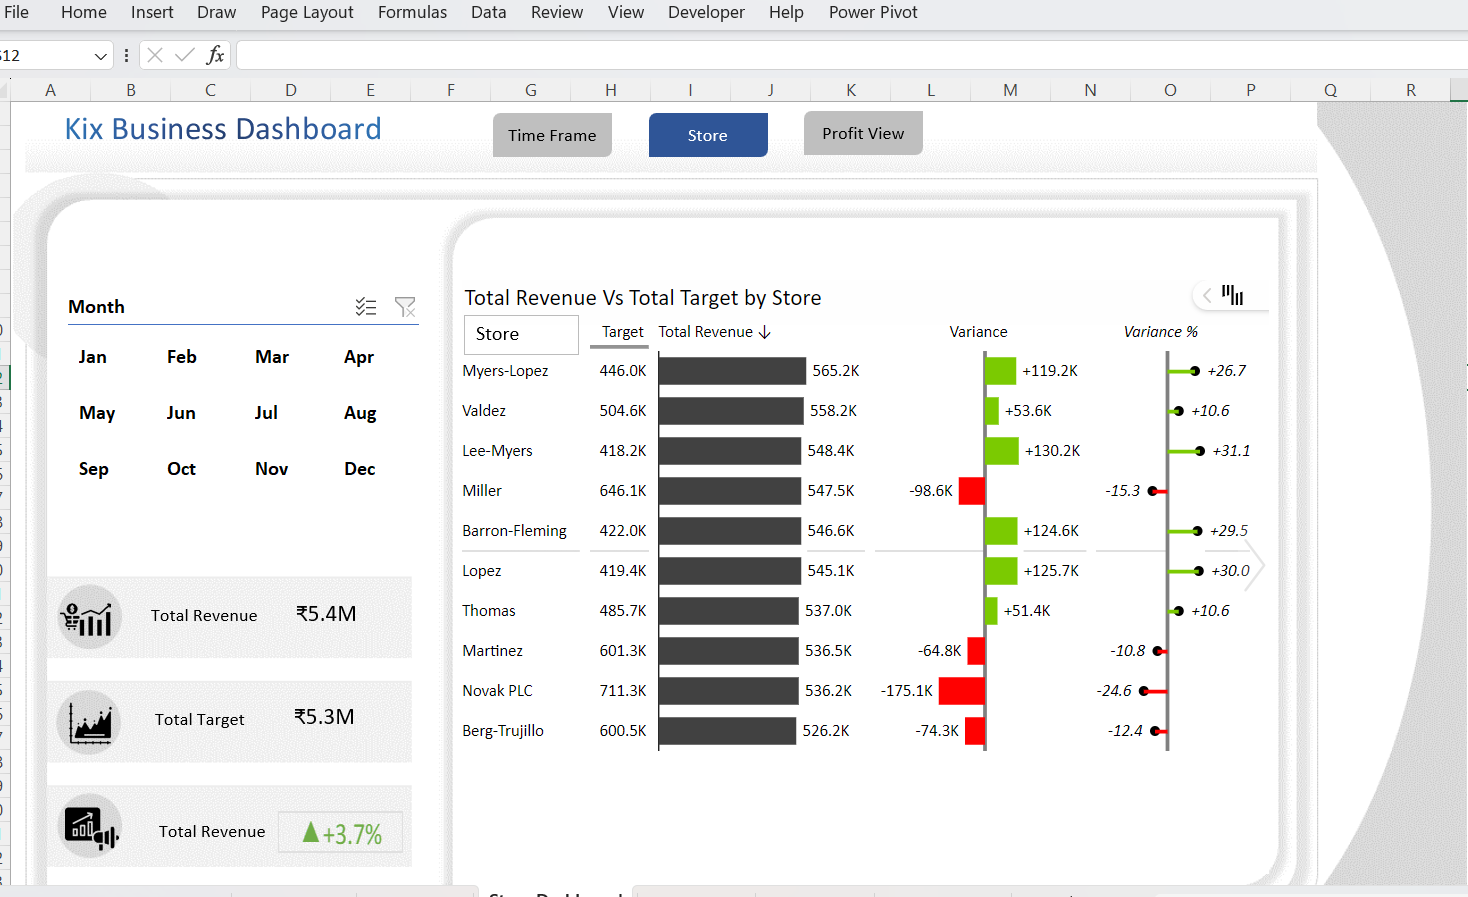 File Home Insert Draw Page Layout Formulas Data Review View Developer Help Power Pivot
fx
A B C D E F G H I J K L M N O P Q R
Kix Business Dashboard
Time Frame Store Profit View
Month
Jan Feb Mar Apr
May Jun Jul Aug
Sep Oct Nov Dec
Total Revenue ₹5.4M
Total Target ₹5.3M
Total Revenue ▲+3.7%
Total Revenue Vs Total Target by Store
Store Target Total Revenue ↓ Variance Variance %
Myers-Lopez 446.0K 565.2K +119.2K +26.7
Valdez 504.6K 558.2K +53.6K +10.6
Lee-Myers 418.2K 548.4K +130.2K +31.1
Miller 646.1K 547.5K -98.6K -15.3
Barron-Fleming 422.0K 546.6K +124.6K +29.5
Lopez 419.4K 545.1K +125.7K +30.0
Thomas 485.7K 537.0K +51.4K +10.6
Martinez 601.3K 536.5K -64.8K -10.8
Novak PLC 711.3K 536.2K -175.1K -24.6
Berg-Trujillo 600.5K 526.2K -74.3K -12.4